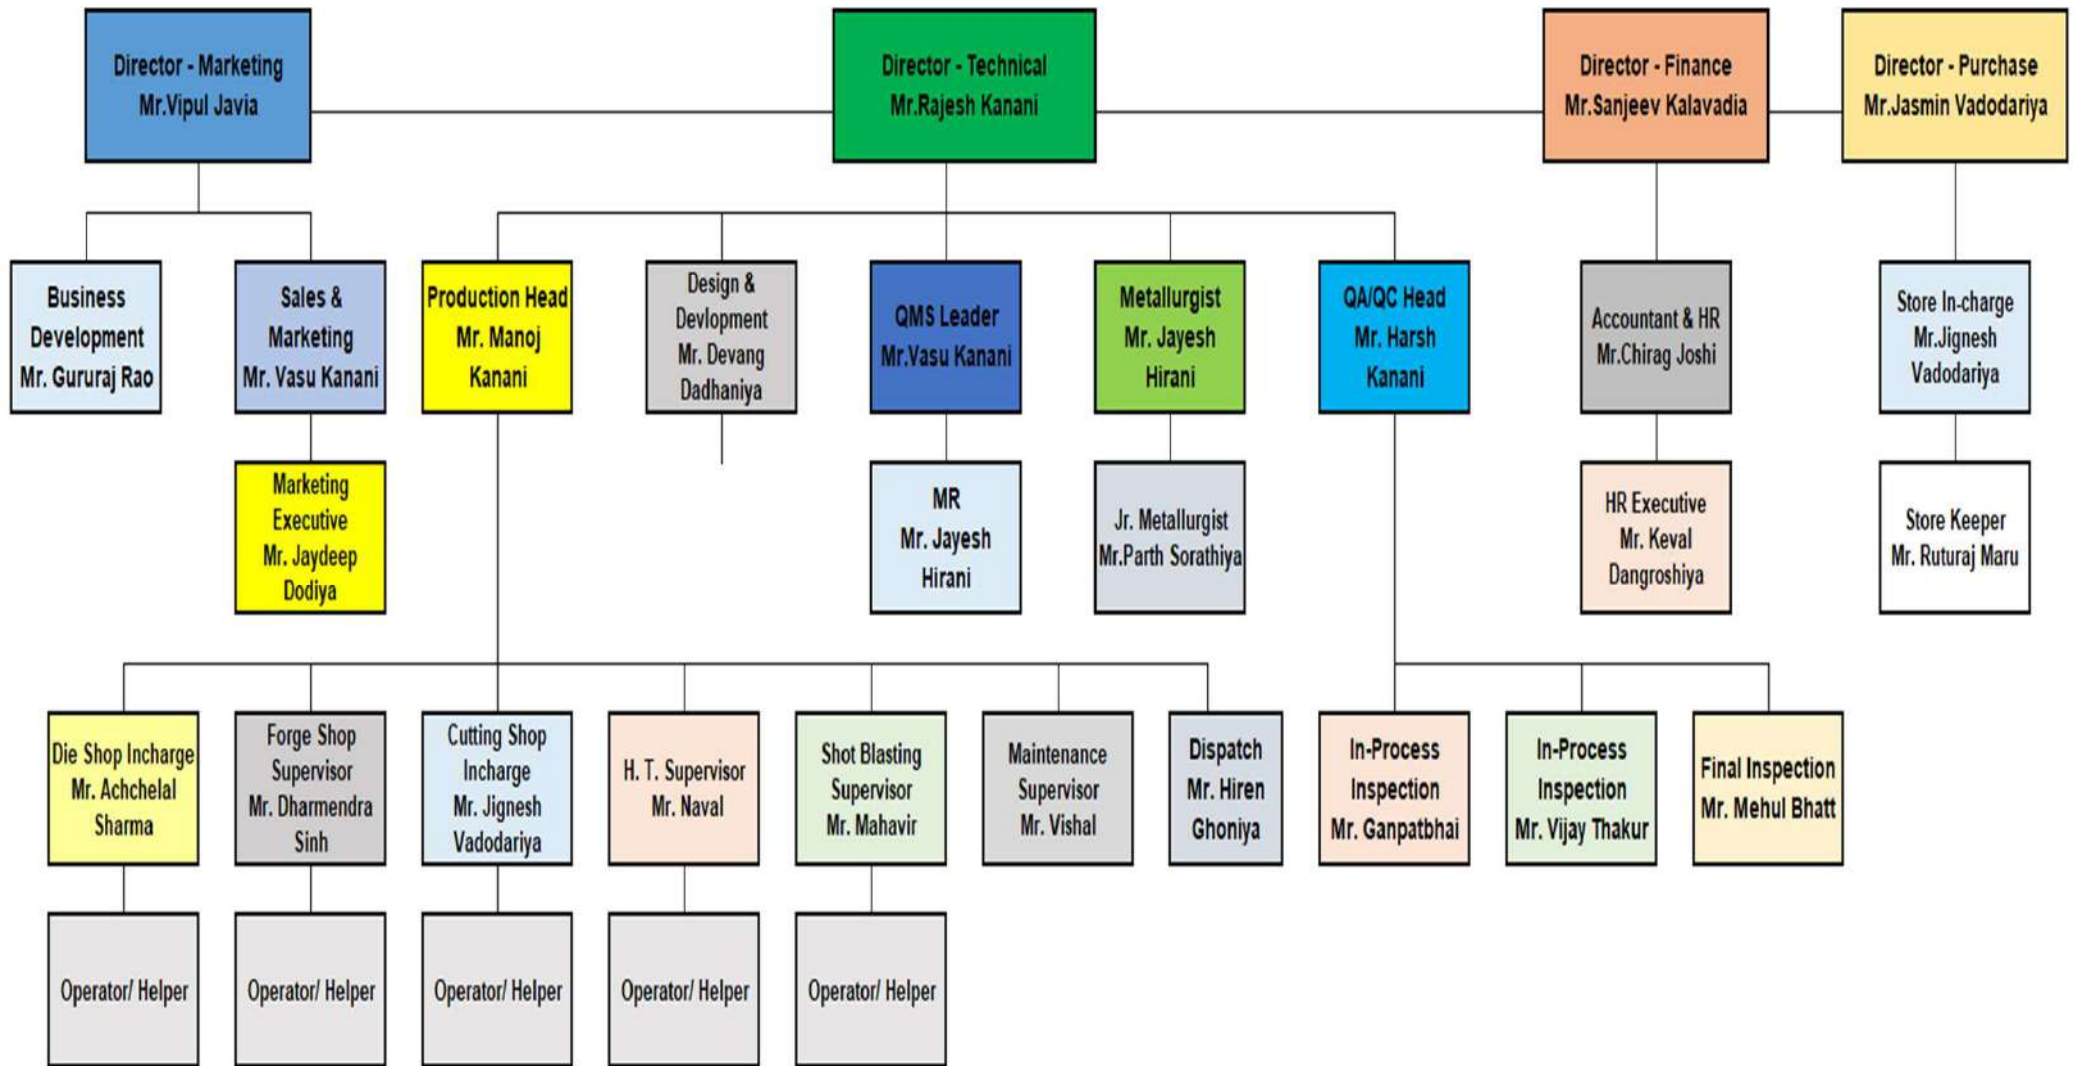 Director - Marketing
Mr.Vipul Javia
Director - Technical
Mr.Rajesh Kanani
Director - Finance
Mr.Sanjeev Kalavadia
Director - Purchase
Mr.Jasmin Vadodariya
Business
Development
Mr. Gururaj Rao
Sales &
Marketing
Mr. Vasu Kanani
Production Head
Mr. Manoj
Kanani
Design &
Devlopment
Mr. Devang
Dadhaniya
QMS Leader
Mr.Vasu Kanani
Metallurgist
Mr. Jayesh
Hirani
QA/QC Head
Mr. Harsh
Kanani
Accountant & HR
Mr.Chirag Joshi
Store In-charge
Mr.Jignesh
Vadodariya
Marketing
Executive
Mr. Jaydeep
Dodiya
MR
Mr. Jayesh
Hirani
Jr. Metallurgist
Mr.Parth Sorathiya
HR Executive
Mr. Keval
Dangroshiya
Store Keeper
Mr. Ruturaj Maru
Die Shop Incharge
Mr. Achchelal
Sharma
Forge Shop
Supervisor
Mr. Dharmendra
Sinh
Cutting Shop
Incharge
Mr. Jignesh
Vadodariya
H. T. Supervisor
Mr. Naval
Shot Blasting
Supervisor
Mr. Mahavir
Maintenance
Supervisor
Mr. Vishal
Dispatch
Mr. Hiren
Ghoniya
In-Process
Inspection
Mr. Ganpatbhai
In-Process
Inspection
Mr. Vijay Thakur
Final Inspection
Mr. Mehul Bhatt
Operator/ Helper
Operator/ Helper
Operator/ Helper
Operator/ Helper
Operator/ Helper